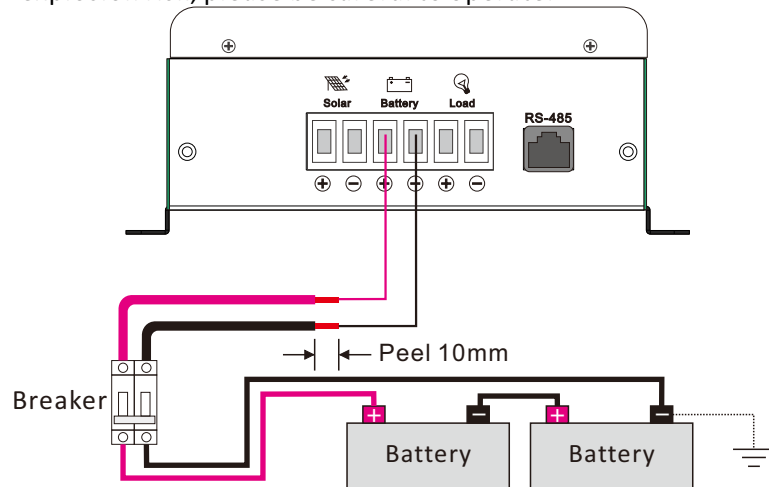 Solar Battery Load
RS-485
+ − + − + −
Peel 10mm
Breaker
+ − + −
Battery Battery